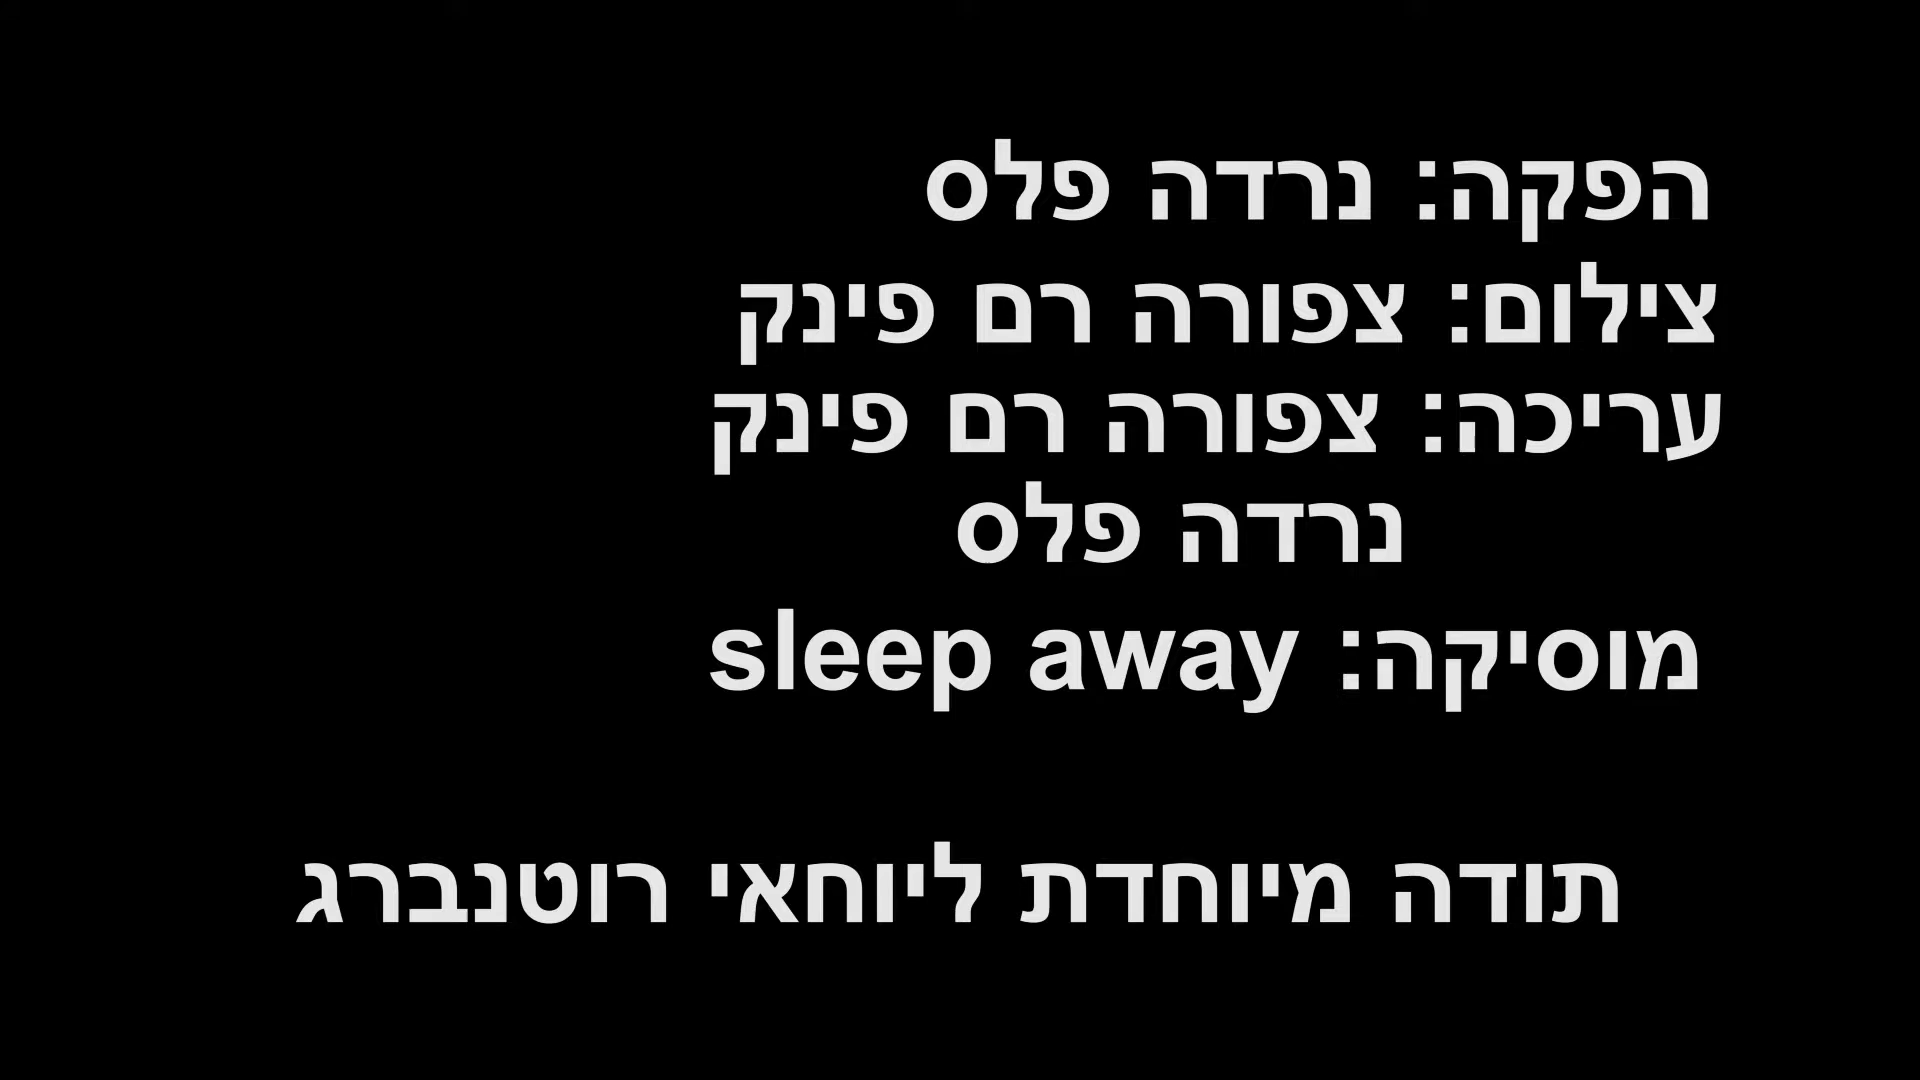 הפקה: נרדה פלס
צילום: צפורה רם פינק
עריכה: צפורה רם פינק
נרדה פלס
מוסיקה: sleep away
תודה מיוחדת ליוחאי רוטנברג